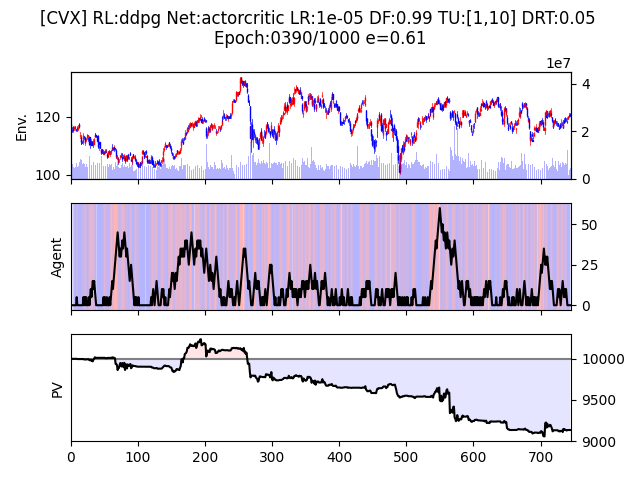 [CVX] RL:ddpg Net:actorcritic LR:1e-05 DF:0.99 TU:[1,10] DRT:0.05
Epoch:0390/1000 e=0.61
1e7
Env.
120
100
4
2
0
Agent
50
25
0
PV
10000
9500
9000
0 100 200 300 400 500 600 700